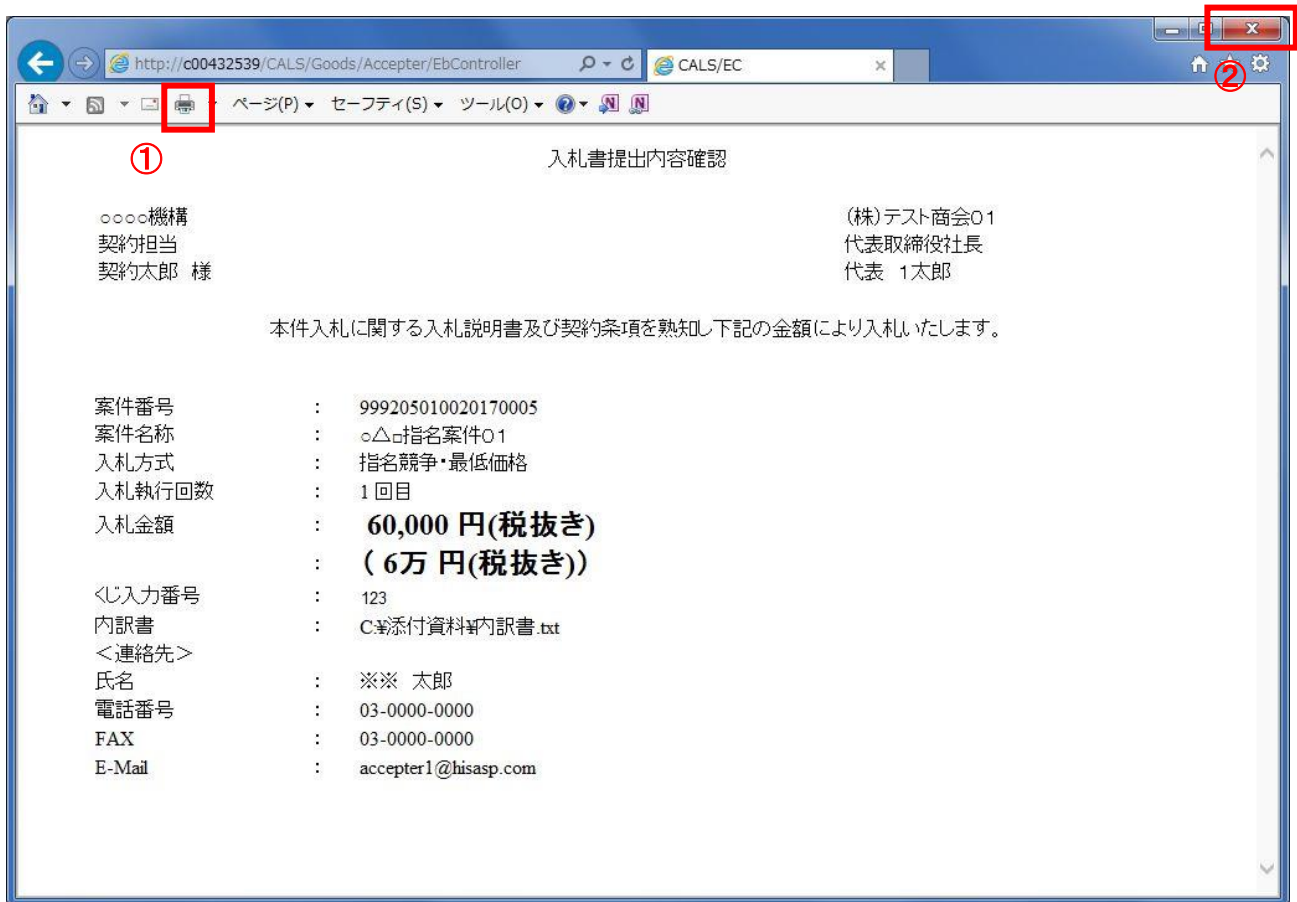 http://c00432539/CALS/Goods/Accepter/EbController
CALS/EC
②
ページ(P) セーフティ(S) ツール(O)
①
入札書提出内容確認
○○○○機構
(株)テスト商会01
契約担当
代表取締役社長
契約太郎 様
代表 1太郎
本件入札に関する入札説明書及び契約条項を熟知し下記の金額により入札いたします。
案件番号 : 999205010020170005
案件名称 : ○△□指名案件01
入札方式 : 指名競争・最低価格
入札執行回数 : 1回目
入札金額 : 60,000 円(税抜き)
: ( 6万 円(税抜き))
くじ入力番号 : 123
内訳書 : C:¥添付資料¥内訳書.txt
<連絡先>
氏名 : ※※ 太郎
電話番号 : 03-0000-0000
FAX : 03-0000-0000
E-Mail : accepter1@hisasp.com